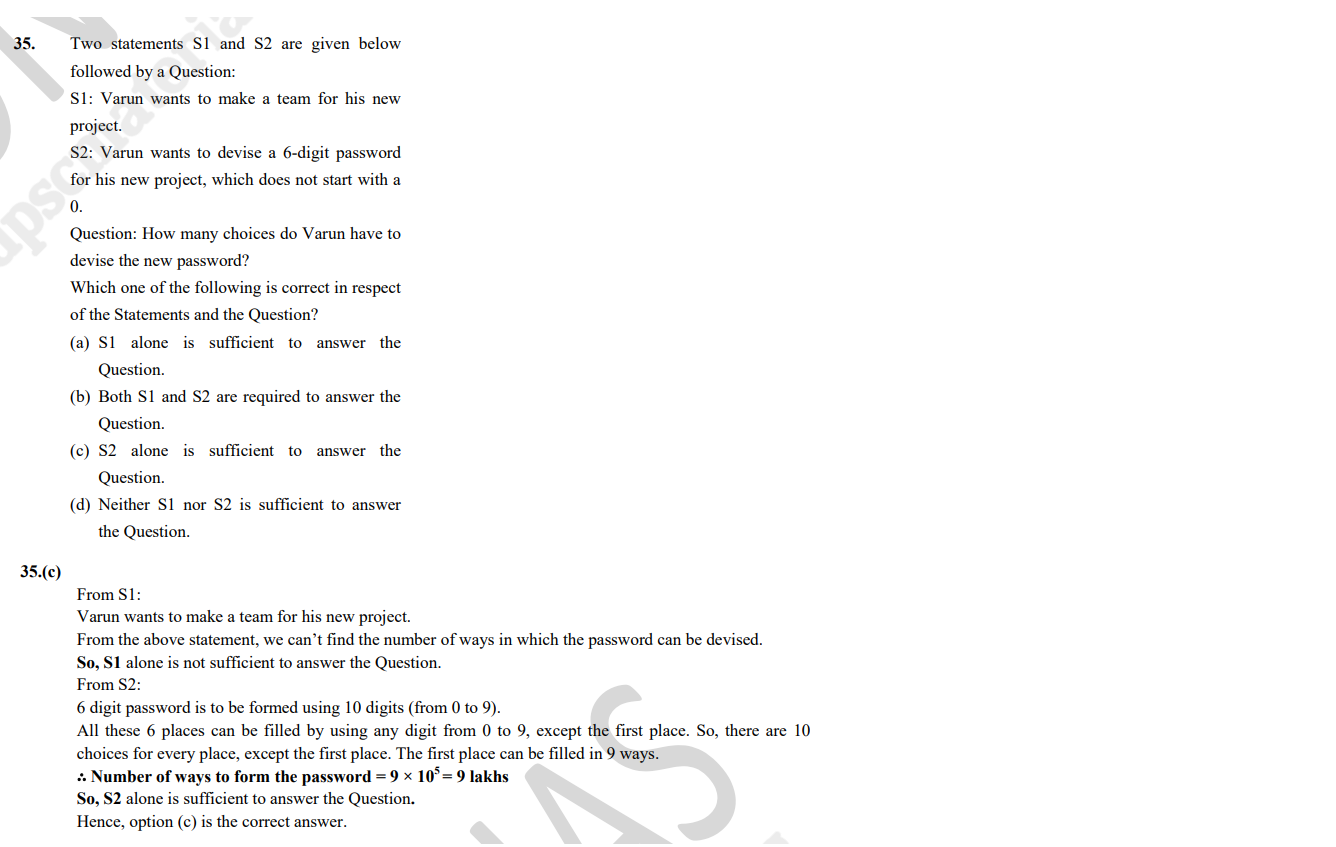 35. Two statements S1 and S2 are given below
followed by a Question:
S1: Varun wants to make a team for his new
project.
S2: Varun wants to devise a 6-digit password
for his new project, which does not start with a
0.
Question: How many choices do Varun have to
devise the new password?
Which one of the following is correct in respect
of the Statements and the Question?
(a) S1 alone is sufficient to answer the
Question.
(b) Both S1 and S2 are required to answer the
Question.
(c) S2 alone is sufficient to answer the
Question.
(d) Neither S1 nor S2 is sufficient to answer
the Question.
35.(c)
From S1:
Varun wants to make a team for his new project.
From the above statement, we can’t find the number of ways in which the password can be devised.
So, S1 alone is not sufficient to answer the Question.
From S2:
6 digit password is to be formed using 10 digits (from 0 to 9).
All these 6 places can be filled by using any digit from 0 to 9, except the first place. So, there are 10
choices for every place, except the first place. The first place can be filled in 9 ways.
∴ Number of ways to form the password = 9 × 10⁵ = 9 lakhs
So, S2 alone is sufficient to answer the Question.
Hence, option (c) is the correct answer.